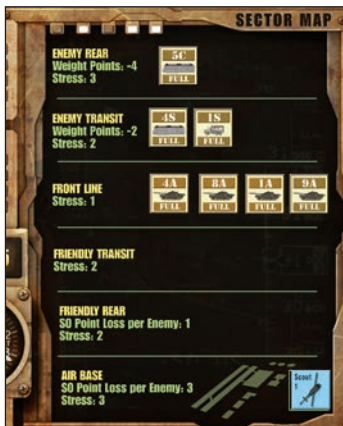 SECTOR MAP
ENEMY REAR
Weight Points: -4
Stress: 3
5C
FULL
ENEMY TRANSIT
Weight Points: -2
Stress: 2
4S
FULL
1S
FULL
FRONT LINE
Stress: 1
4A
FULL
8A
FULL
1A
FULL
9A
FULL
FRIENDLY TRANSIT
Stress: 2
FRIENDLY REAR
SO Point Loss per Enemy: 1
Stress: 2
AIR BASE
SO Point Loss per Enemy: 3
Stress: 3
Scout
1